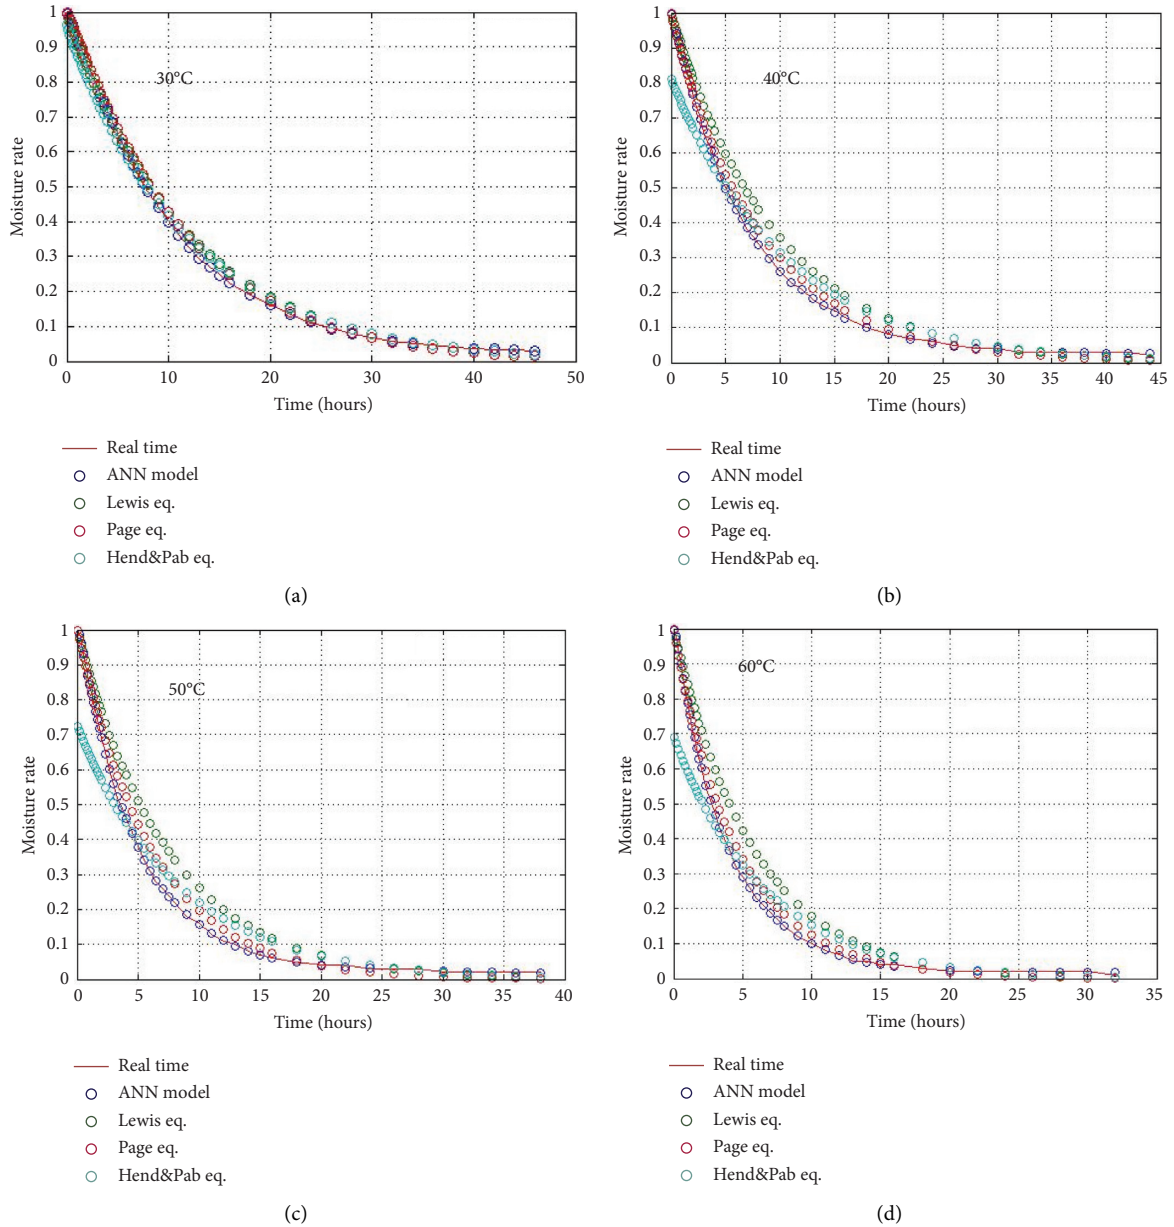 1
0.9
0.8
0.7
0.6
0.5
0.4
0.3
0.2
0.1
0
Moisture rate
30°C
0 10 20 30 40 50
Time (hours)
Real time
ANN model
Lewis eq.
Page eq.
Hend&Pab eq.
(a)
1
0.9
0.8
0.7
0.6
0.5
0.4
0.3
0.2
0.1
0
Moisture rate
40°C
0 5 10 15 20 25 30 35 40 45
Time (hours)
Real time
ANN model
Lewis eq.
Page eq.
Hend&Pab eq.
(b)
1
0.9
0.8
0.7
0.6
0.5
0.4
0.3
0.2
0.1
0
Moisture rate
50°C
0 5 10 15 20 25 30 35 40
Time (hours)
Real time
ANN model
Lewis eq.
Page eq.
Hend&Pab eq.
(c)
1
0.9
0.8
0.7
0.6
0.5
0.4
0.3
0.2
0.1
0
Moisture rate
60°C
0 5 10 15 20 25 30 35
Time (hours)
Real time
ANN model
Lewis eq.
Page eq.
Hend&Pab eq.
(d)